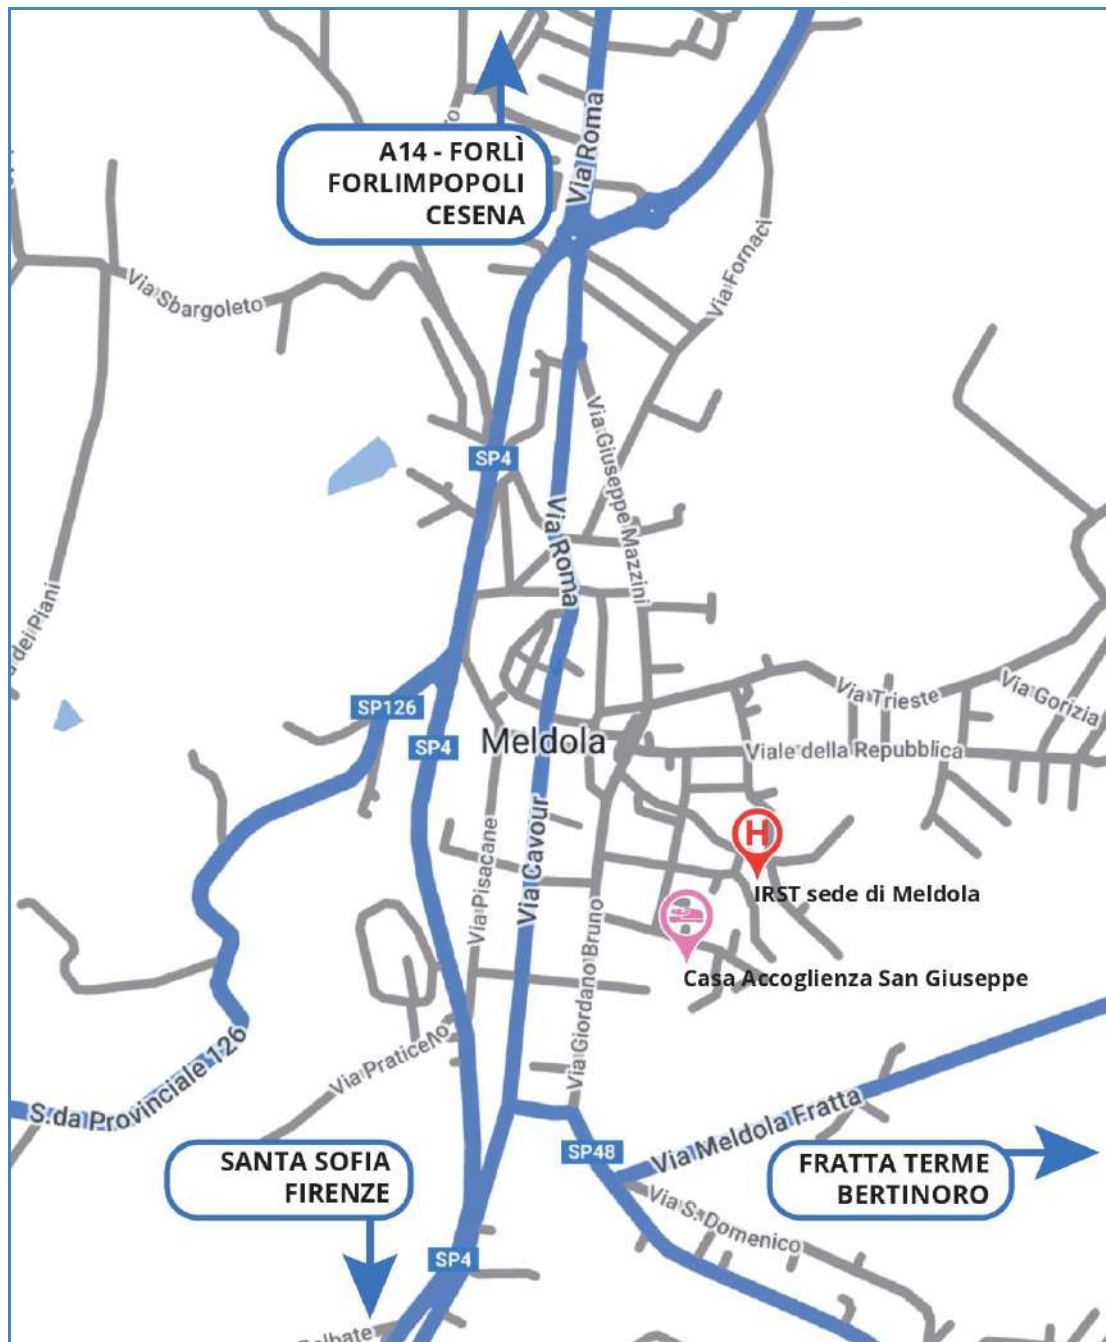 A14 - FORLÌ
FORLIMPOPOLI
CESENA
Via Roma
Via Sbargoleto
Via Fornaci
SP4
Via Giuseppe Mazzini
Via Roma
dei Piani
SP126
SP4
Meldola
Via Trieste
Via Gorizia
Viale della Repubblica
H
Via Pisacane
Via Cavour
IRST sede di Meldola
Via Giordano Bruno
Casa Accoglienza San Giuseppe
Via Praticello
S.da Provinciale 126
Via Meldola Fratta
SP48
SANTA SOFIA
FIRENZE
FRATTA TERME
BERTINORO
Via S. Domenico
SP4